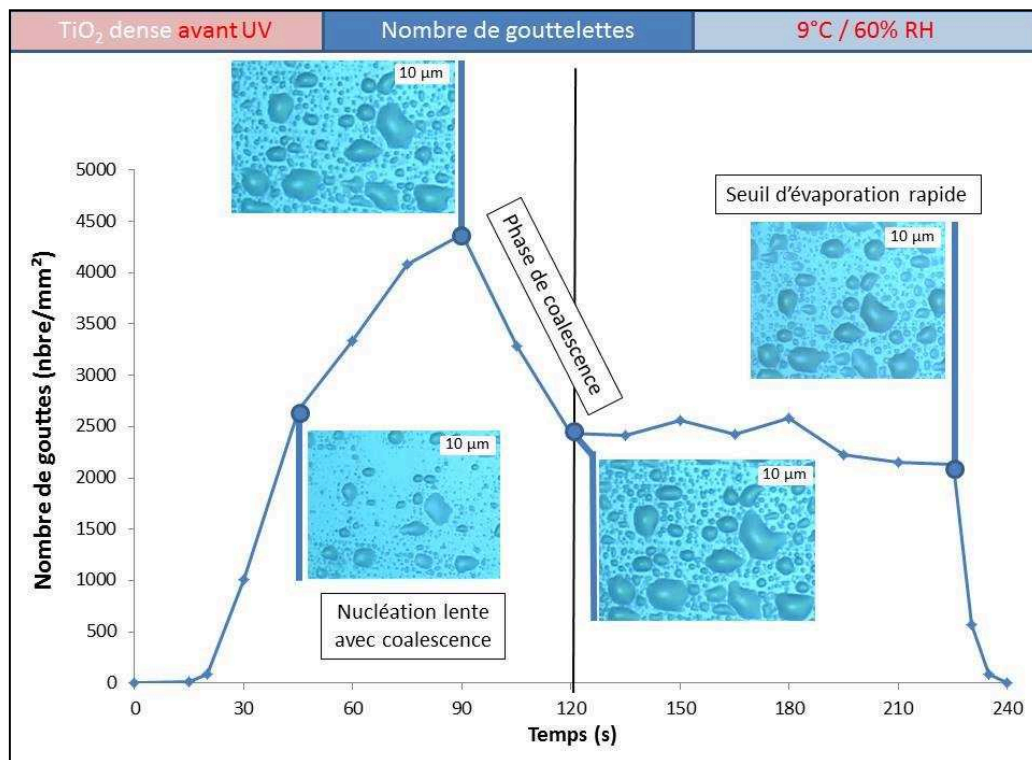 TiO₂ dense avant UV
Nombre de gouttelettes
9°C / 60% RH
10 µm
Seuil d'évaporation rapide
10 µm
Phase de coalescence
10 µm
10 µm
Nucléation lente
avec coalescence
Nombre de gouttes (nbre/mm²)
5000
4500
4000
3500
3000
2500
2000
1500
1000
500
0
0 30 60 90 120 150 180 210 240
Temps (s)